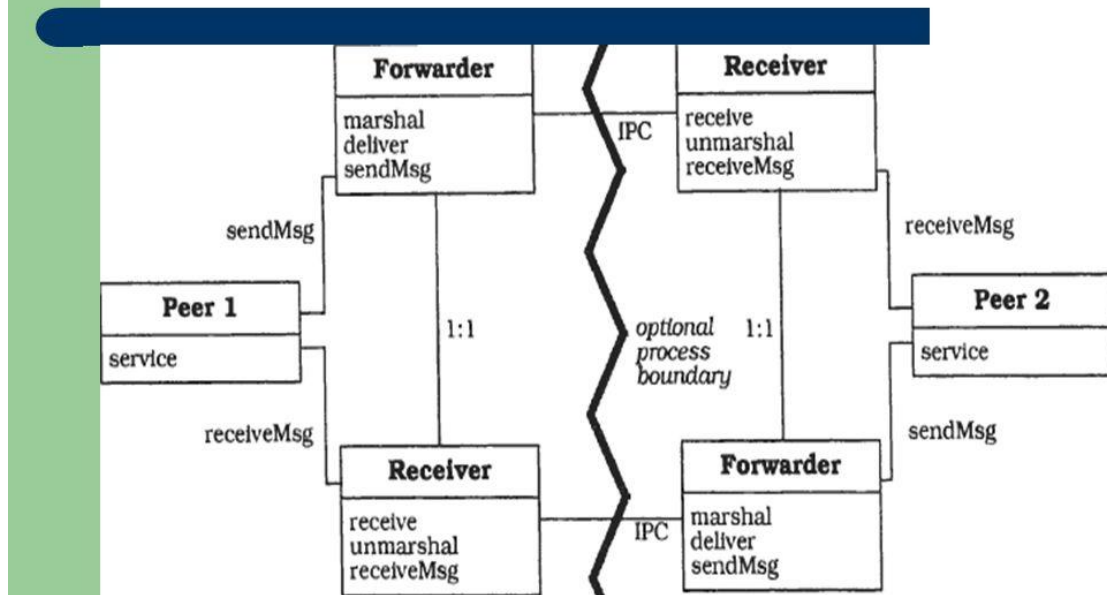 Forwarder
marshal
deliver
sendMsg
IPC
Receiver
receive
unmarshal
receiveMsg
sendMsg
receiveMsg
Peer 1
service
1:1
optional
process
boundary
1:1
Peer 2
service
receiveMsg
sendMsg
Receiver
receive
unmarshal
receiveMsg
IPC
Forwarder
marshal
deliver
sendMsg